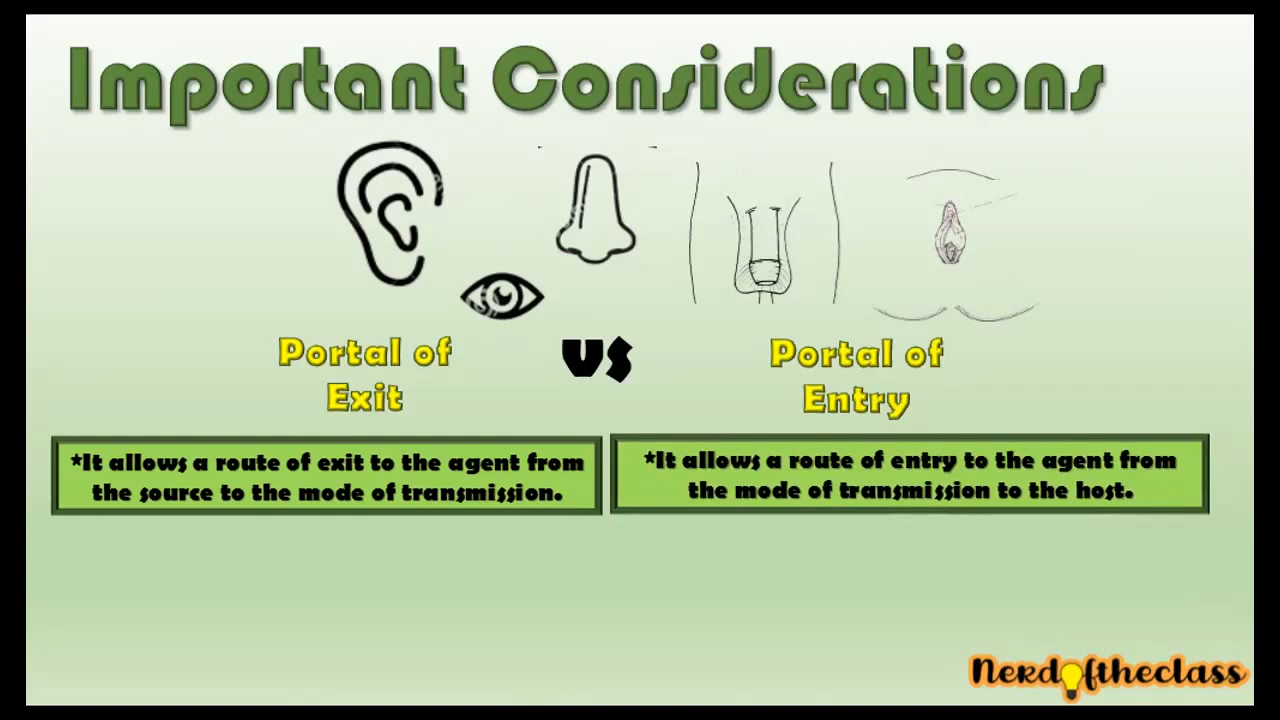 Important Considerations
Portal of
Exit
VS
Portal of
Entry
*It allows a route of exit to the agent from
the source to the mode of transmission.
*It allows a route of entry to the agent from
the mode of transmission to the host.
Nerdoftheclass